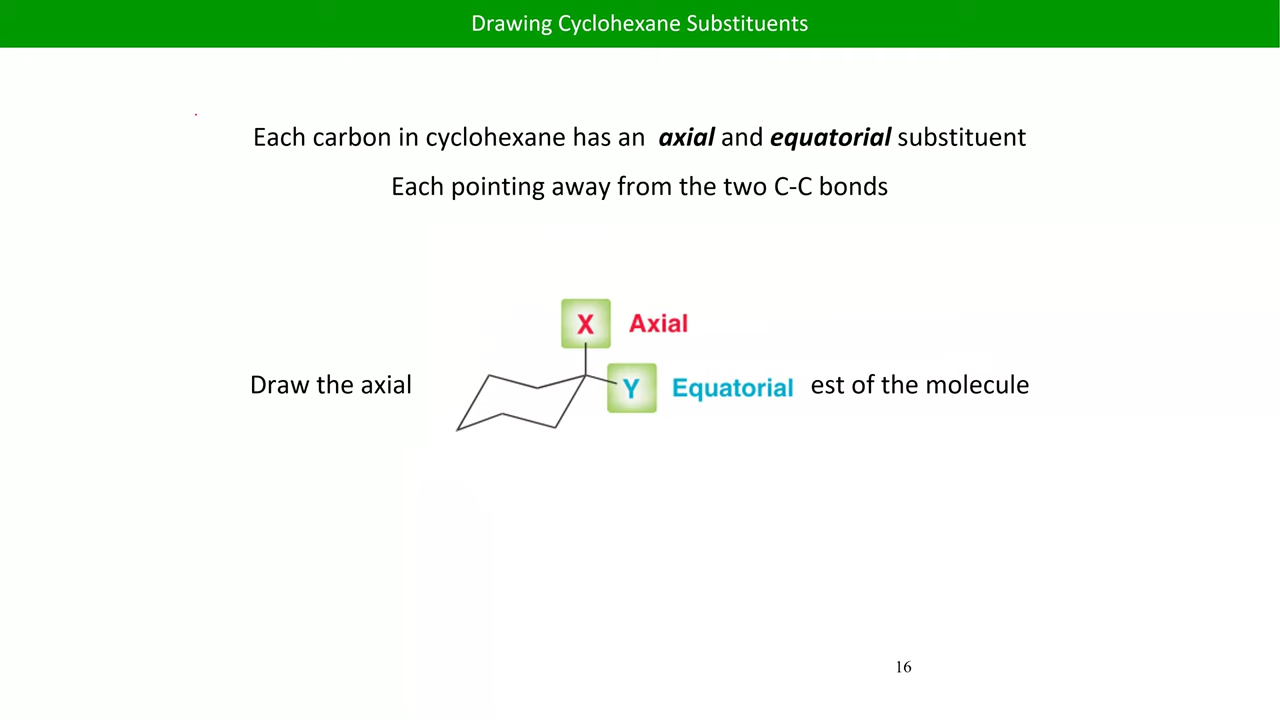 Drawing Cyclohexane Substituents
Each carbon in cyclohexane has an axial and equatorial substituent
Each pointing away from the two C-C bonds
X Axial
Draw the axial
Y Equatorial
est of the molecule
16